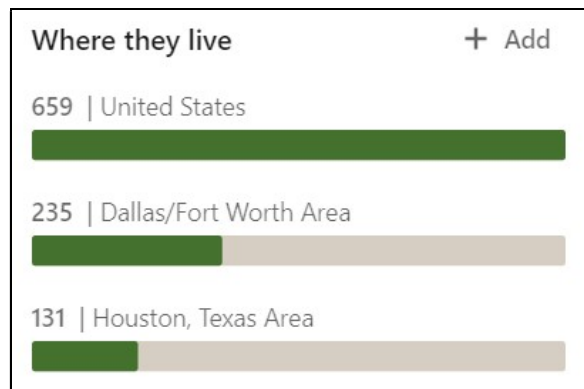 Where they live
+ Add
659 | United States
235 | Dallas/Fort Worth Area
131 | Houston, Texas Area